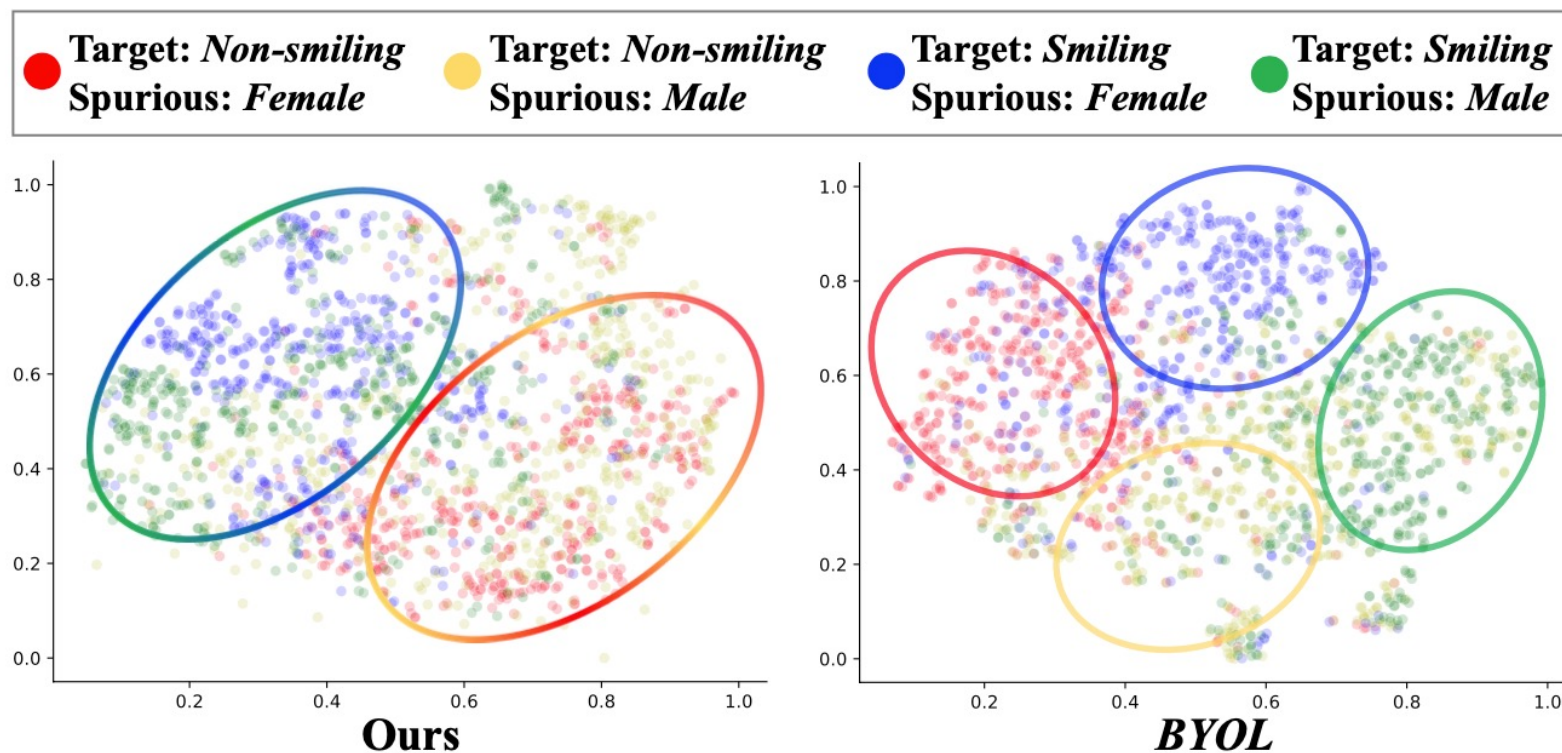 Target: Non-smiling
Spurious: Female
Target: Non-smiling
Spurious: Male
Target: Smiling
Spurious: Female
Target: Smiling
Spurious: Male
1.0
0.8
0.6
0.4
0.2
0.0
0.2 0.4 0.6 0.8 1.0
Ours
1.0
0.8
0.6
0.4
0.2
0.0
0.2 0.4 0.6 0.8 1.0
BYOL